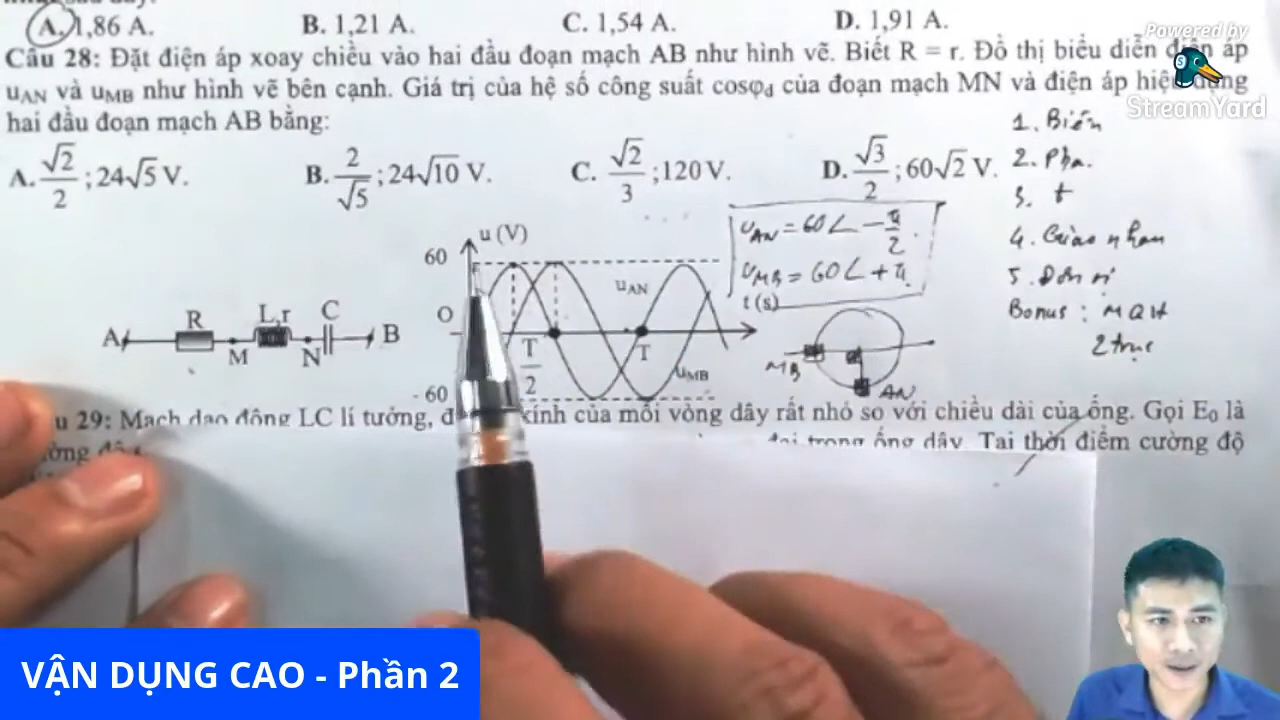 A. 1,86 A. B. 1,21 A. C. 1,54 A. D. 1,91 A.
Powered by
StreamYard
Câu 28: Đặt điện áp xoay chiều vào hai đầu đoạn mạch AB như hình vẽ. Biết R = r. Đồ thị biểu diễn điện áp
uAN và uMB như hình vẽ bên cạnh. Giá trị của hệ số công suất cosφd của đoạn mạch MN và điện áp hiệu dụng
hai đầu đoạn mạch AB bằng:
A. √2/2 ; 24√5 V. B. 2/√5 ; 24√10 V. C. √2/3 ; 120 V. D. √3/2 ; 60√2 V.
1. Biên
2. Pha.
3. t
4. Giao nhau
5. Đơn vị
Bonus : MQH
2 trục
uAN = 60∠ -π/2
uMB = 60∠ +π
u (V)
60
O
- 60
T/2
T
uAN
uMB
t (s)
A R M L,r N C B
MB
AN
u 29: Mạch dao động LC lí tưởng, đ kính của mỗi vòng dây rất nhỏ so với chiều dài của ống. Gọi E0 là
trong ống dây. Tại thời điểm cường độ
VẬN DỤNG CAO - Phần 2